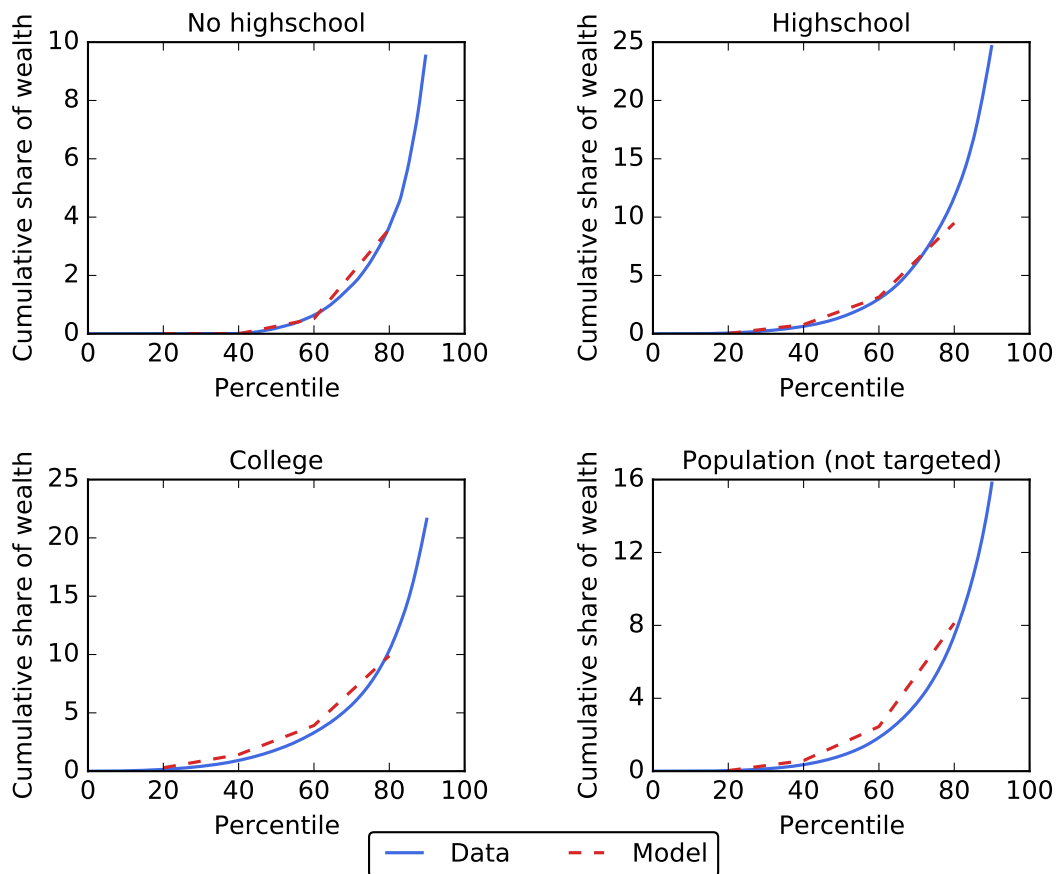 No highschool
Cumulative share of wealth
10
8
6
4
2
0
0 20 40 60 80 100
Percentile
Highschool
Cumulative share of wealth
25
20
15
10
5
0
0 20 40 60 80 100
Percentile
College
Cumulative share of wealth
25
20
15
10
5
0
0 20 40 60 80 100
Percentile
Population (not targeted)
Cumulative share of wealth
16
12
8
4
0
0 20 40 60 80 100
Percentile
Data Model